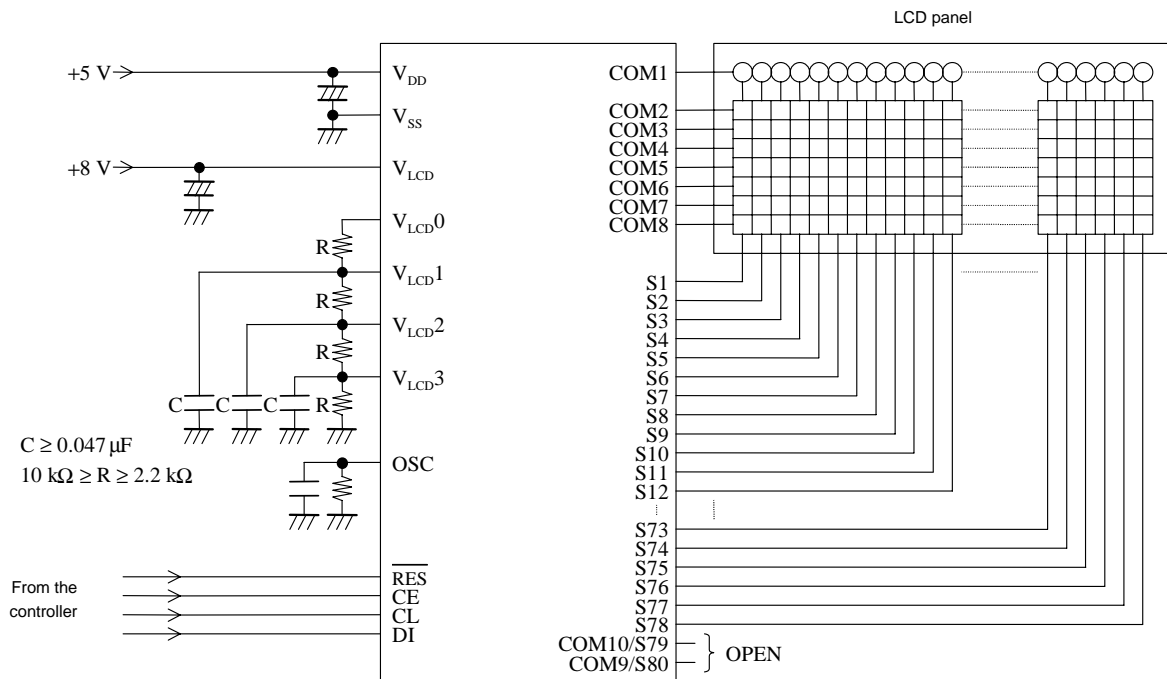 LCD panel
+5 V
VDD
VSS
+8 V
VLCD
VLCD0
R
VLCD1
R
VLCD2
R
VLCD3
R
C
C
C
C ≥ 0.047 µF
10 kΩ ≥ R ≥ 2.2 kΩ
OSC
From the
controller
RES
CE
CL
DI
COM1
COM2
COM3
COM4
COM5
COM6
COM7
COM8
S1
S2
S3
S4
S5
S6
S7
S8
S9
S10
S11
S12
S73
S74
S75
S76
S77
S78
COM10/S79
COM9/S80
OPEN